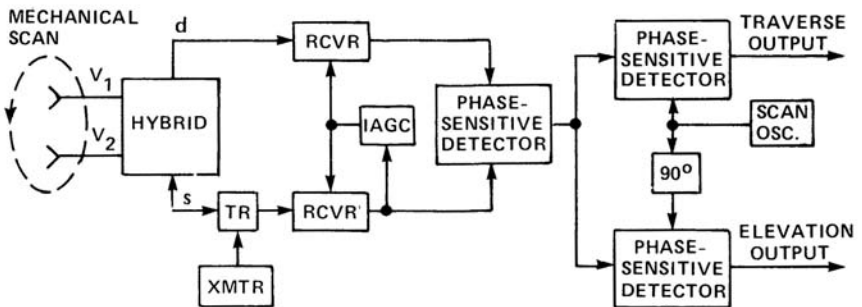 MECHANICAL
SCAN
V1
V2
HYBRID
d
s
RCVR
IAGC
TR
RCVR'
XMTR
PHASE-
SENSITIVE
DETECTOR
PHASE-
SENSITIVE
DETECTOR
TRAVERSE
OUTPUT
SCAN
OSC.
90°
PHASE-
SENSITIVE
DETECTOR
ELEVATION
OUTPUT